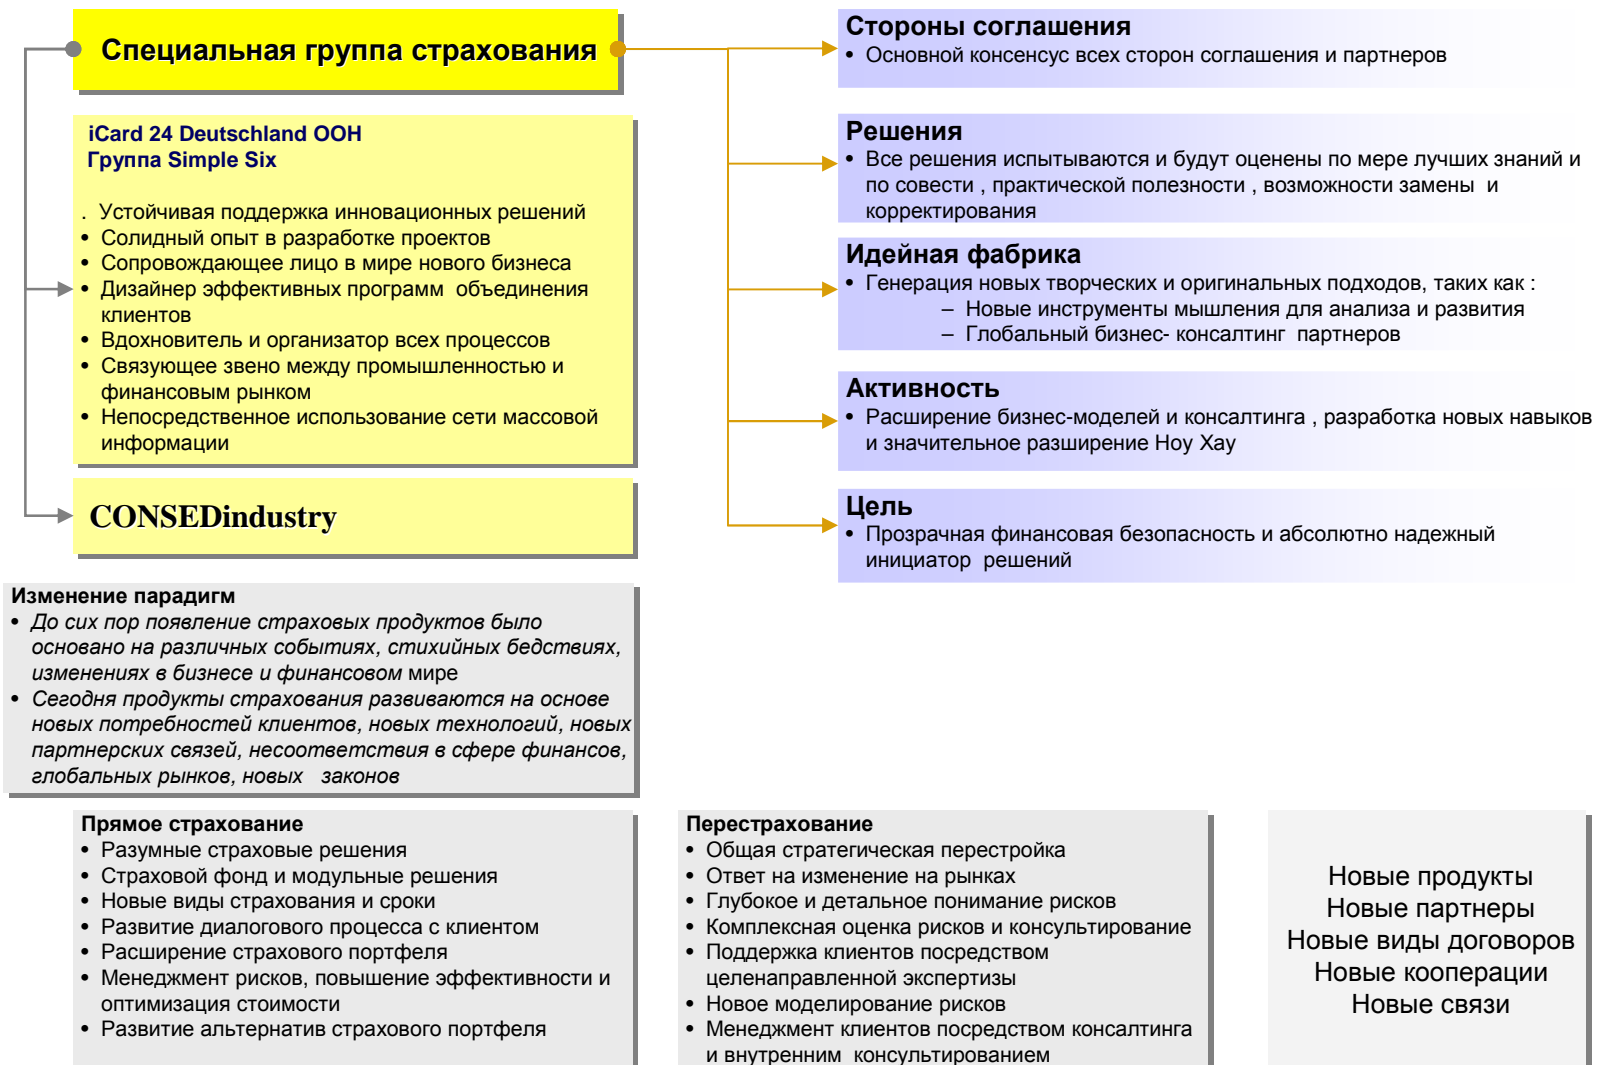 Специальная группа страхования
iCard 24 Deutschland ООН
Группа Simple Six
. Устойчивая поддержка инновационных решений
• Солидный опыт в разработке проектов
• Сопровождающее лицо в мире нового бизнеса
• Дизайнер эффективных программ объединения
клиентов
• Вдохновитель и организатор всех процессов
• Связующее звено между промышленностью и
финансовым рынком
• Непосредственное использование сети массовой
информации
CONSEDindustry
Стороны соглашения
• Основной консенсус всех сторон соглашения и партнеров
Решения
• Все решения испытываются и будут оценены по мере лучших знаний и
по совести , практической полезности , возможности замены и
корректирования
Идейная фабрика
• Генерация новых творческих и оригинальных подходов, таких как :
– Новые инструменты мышления для анализа и развития
– Глобальный бизнес- консалтинг партнеров
Активность
• Расширение бизнес-моделей и консалтинга , разработка новых навыков
и значительное расширение Ноу Хау
Цель
• Прозрачная финансовая безопасность и абсолютно надежный
инициатор решений
Изменение парадигм
• До сих пор появление страховых продуктов было
основано на различных событиях, стихийных бедствиях,
изменениях в бизнесе и финансовом мире
• Сегодня продукты страхования развиваются на основе
новых потребностей клиентов, новых технологий, новых
партнерских связей, несоответствия в сфере финансов,
глобальных рынков, новых законов
Прямое страхование
• Разумные страховые решения
• Страховой фонд и модульные решения
• Новые виды страхования и сроки
• Развитие диалогового процесса с клиентом
• Расширение страхового портфеля
• Менеджмент рисков, повышение эффективности и
оптимизация стоимости
• Развитие альтернатив страхового портфеля
Перестрахование
• Общая стратегическая перестройка
• Ответ на изменение на рынках
• Глубокое и детальное понимание рисков
• Комплексная оценка рисков и консультирование
• Поддержка клиентов посредством
целенаправленной экспертизы
• Новое моделирование рисков
• Менеджмент клиентов посредством консалтинга
и внутренним консультированием
Новые продукты
Новые партнеры
Новые виды договоров
Новые кооперации
Новые связи